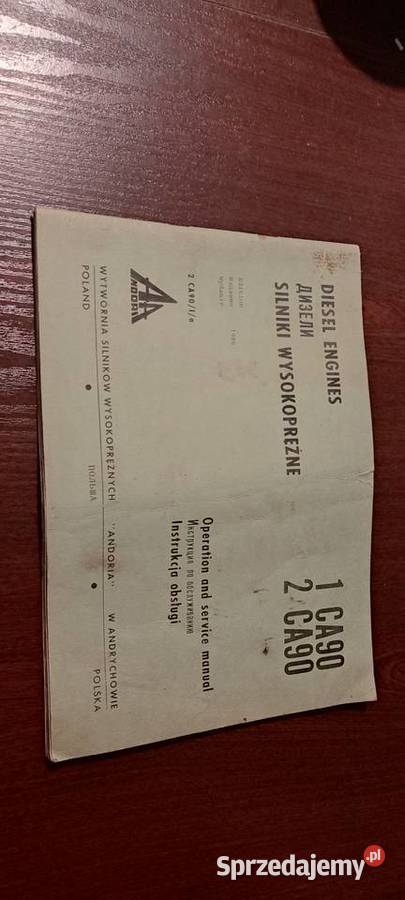 DIESEL ENGINES
ДИЗЕЛИ
SILNIKI WYSOKOPREŻNE
1 CA90
2 CA90
Operation and service manual
Инструкция по обслуживанию
Instrukcja obsługi
2 CA90/I/e
ANDORIA
WYTWÓRNIA SILNIKÓW WYSOKOPRĘŻNYCH "ANDORIA" W ANDRYCHOWIE
POLAND • ПОЛЬША • POLSKA
Sprzedajemy.pl